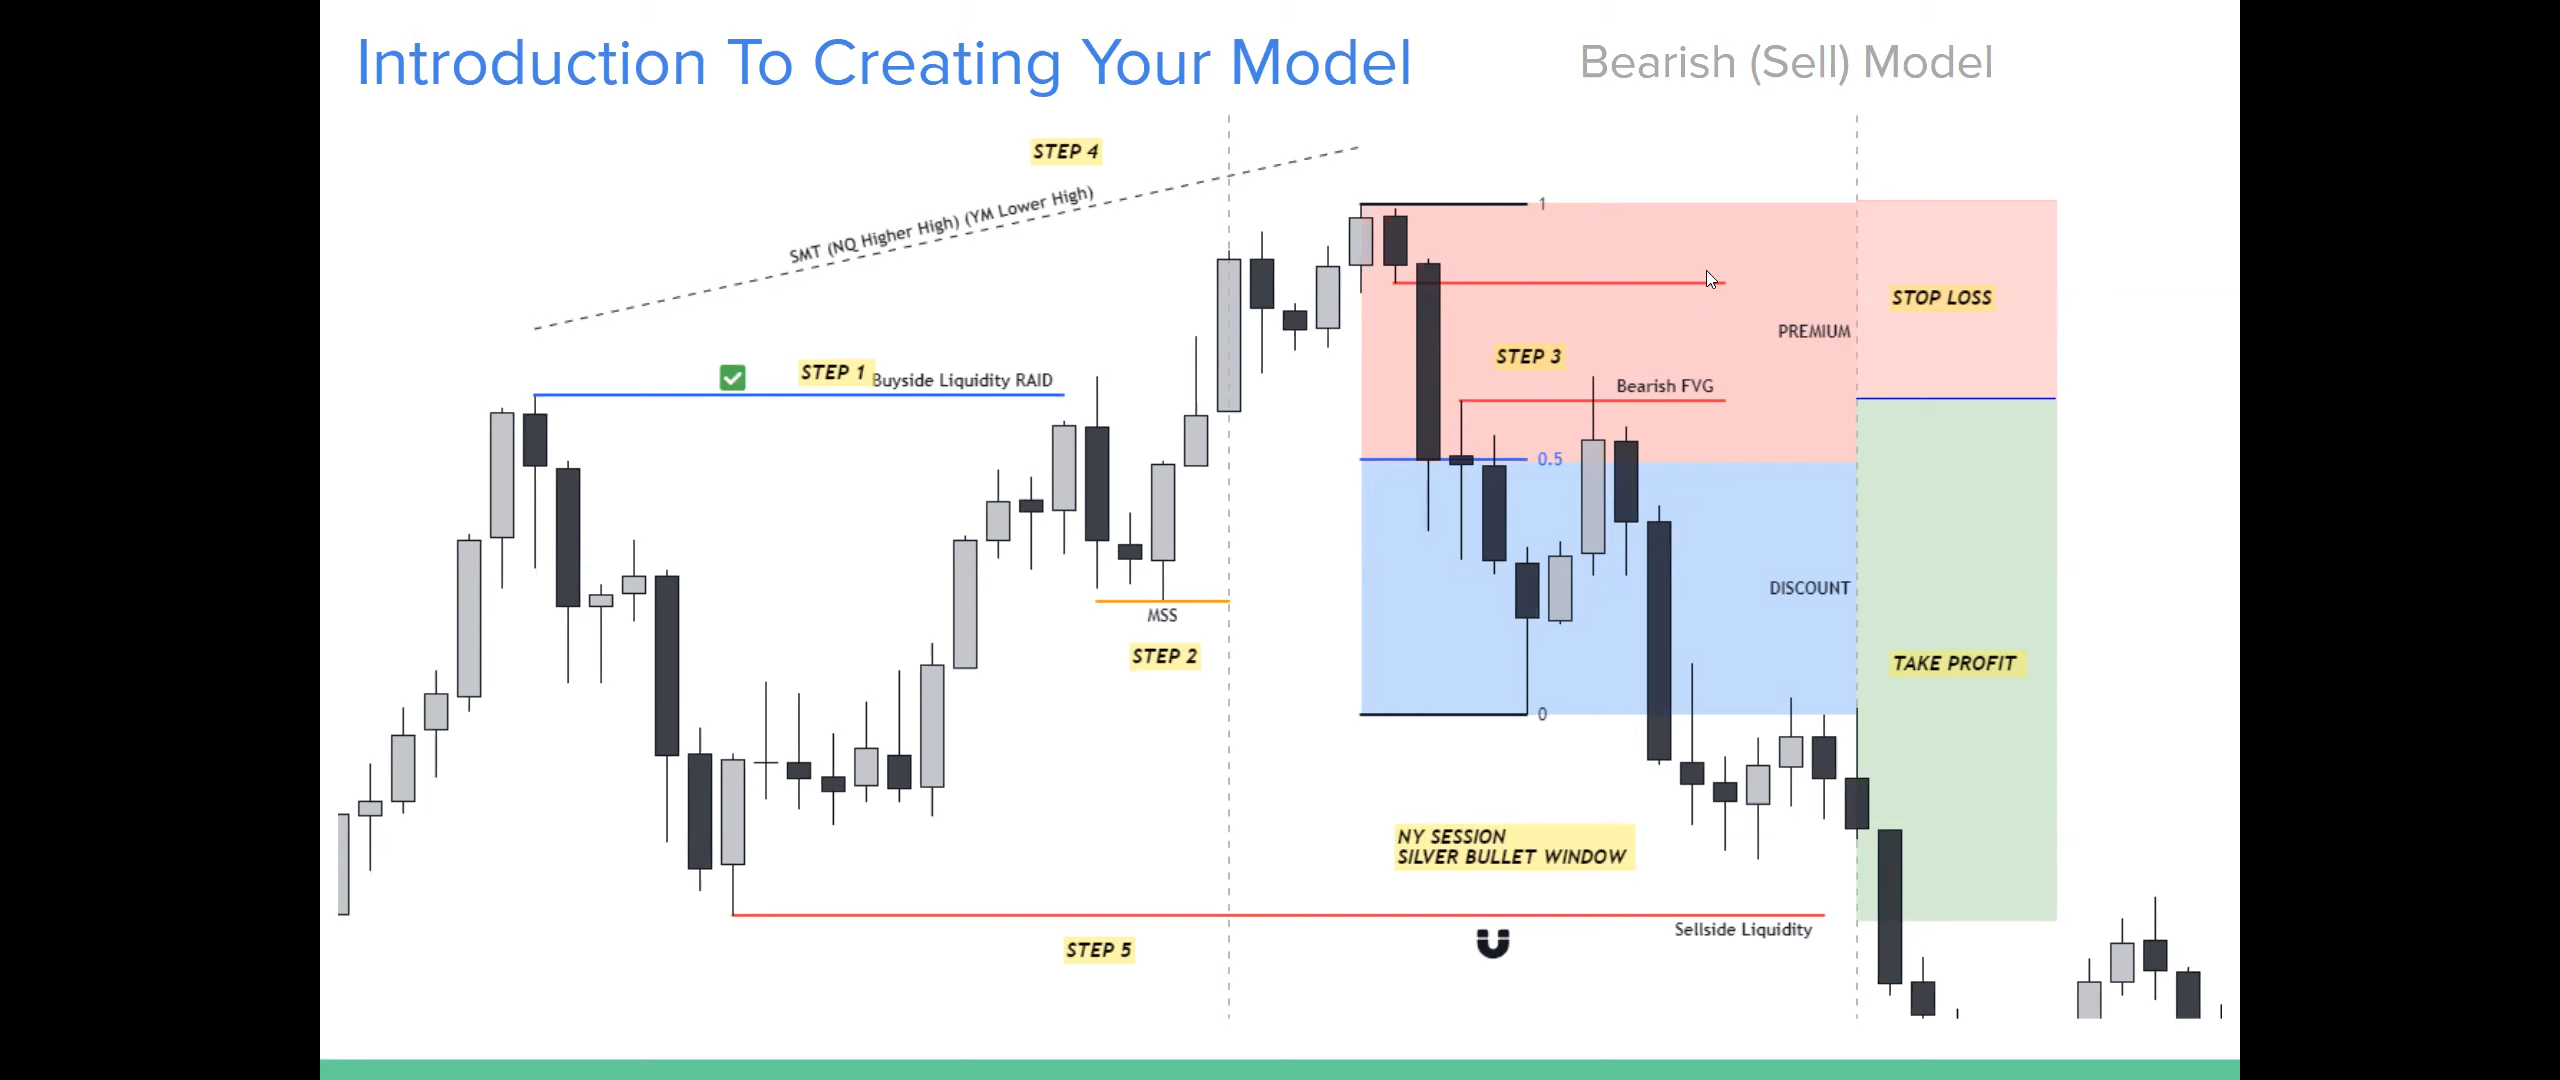 Introduction To Creating Your Model
Bearish (Sell) Model
STEP 4
SMT (NQ Higher High) (YM Lower High)
1
STOP LOSS
PREMIUM
STEP 3
STEP 1
Buyside Liquidity RAID
Bearish FVG
0.5
DISCOUNT
MSS
STEP 2
TAKE PROFIT
0
NY SESSION
SILVER BULLET WINDOW
Sellside Liquidity
STEP 5